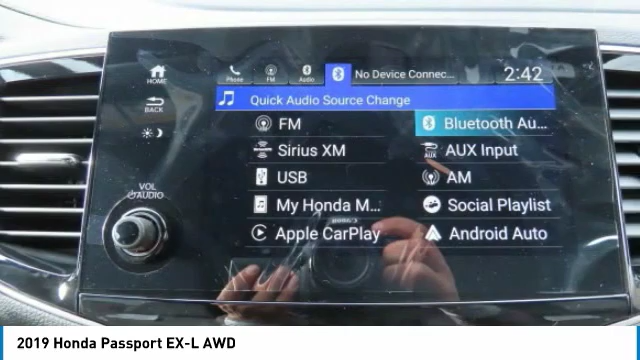 Phone FM Audio No Device Connec... 2:42
HOME
Quick Audio Source Change
BACK
FM Bluetooth Au...
Sirius XM AUX AUX Input
USB AM
VOL
AUDIO
My Honda M... Social Playlist
Apple CarPlay Android Auto
2019 Honda Passport EX-L AWD